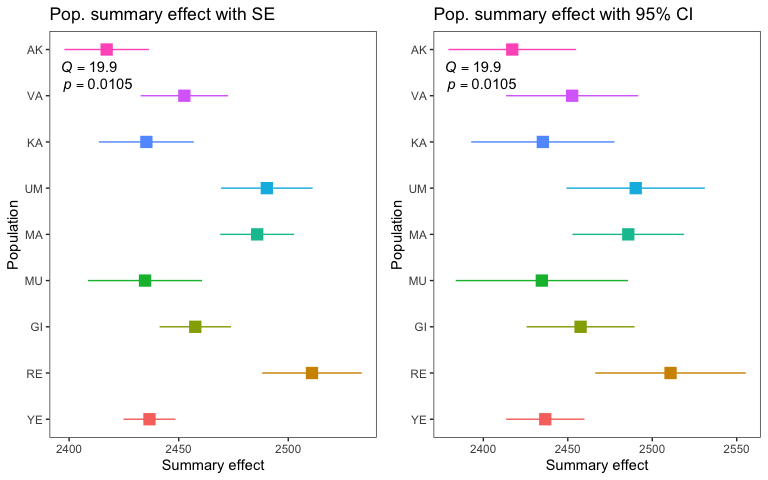 Pop. summary effect with SE
Population
AK
VA
KA
UM
MA
MU
GI
RE
YE
Q = 19.9
p = 0.0105
2400 2450 2500
Summary effect
Pop. summary effect with 95% CI
Population
AK
VA
KA
UM
MA
MU
GI
RE
YE
Q = 19.9
p = 0.0105
2400 2450 2500 2550
Summary effect